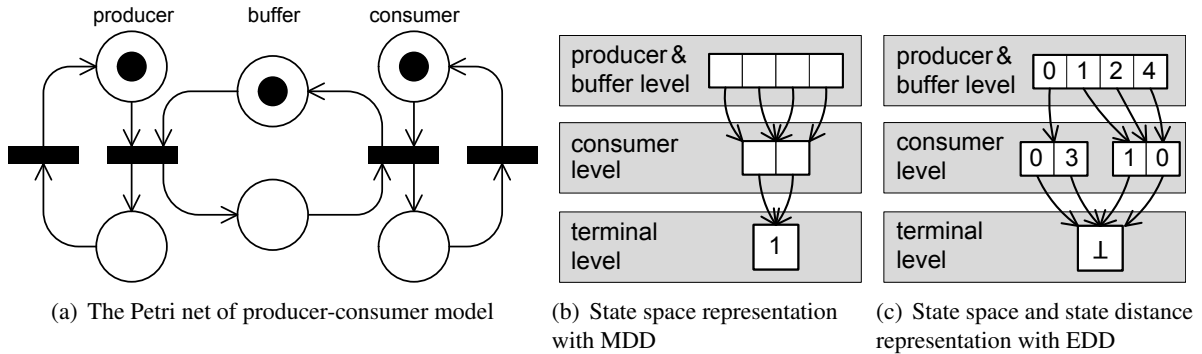 producer buffer consumer
producer &
buffer level
consumer
level
terminal
level
1
producer &
buffer level
0 1 2 4
consumer
level
0 3 1 0
terminal
level
⊥
(a) The Petri net of producer-consumer model
(b) State space representation
with MDD
(c) State space and state distance
representation with EDD